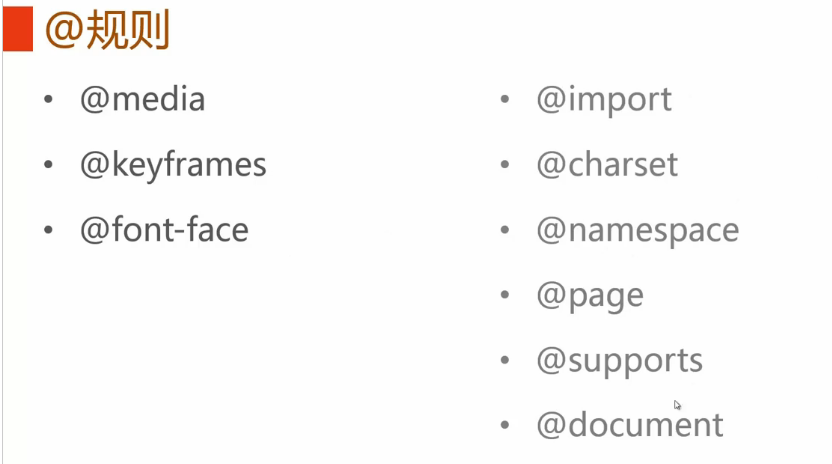 @规则
• @media
• @keyframes
• @font-face
• @import
• @charset
• @namespace
• @page
• @supports
• @document